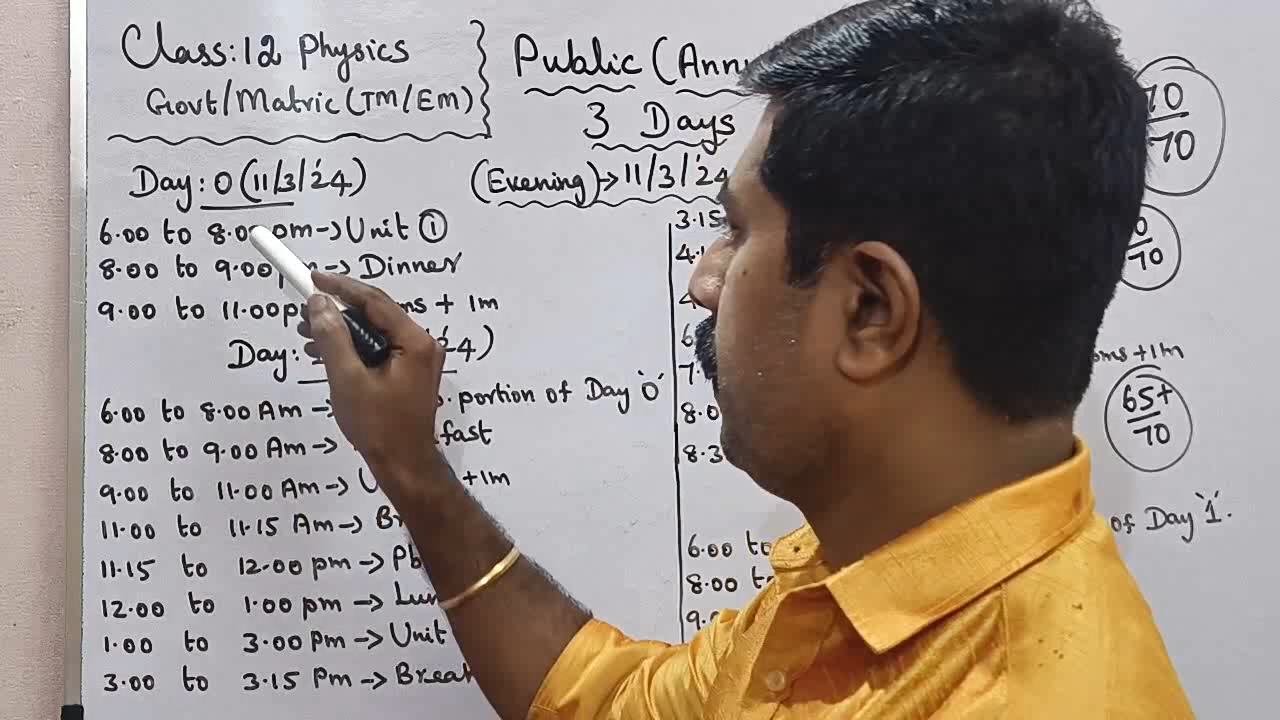 Class:12 Physics
Govt/Matric (TM/EM)
Public (Ann
3 Days
(Evening)→11/3/'24
70/70
Day: 0 (11/3/'24)
6.00 to 8.00 pm → Unit ①
8.00 to 9.00 pm → Dinner
9.00 to 11.00 pm ms + 1m
Day: 4)
6.00 to 8.00 Am → portion of Day '0'
8.00 to 9.00 Am → fast
9.00 to 11.00 Am → U +1m
11.00 to 11.15 Am → Br
11.15 to 12.00 pm → Pb
12.00 to 1.00 pm → Lun
1.00 to 3.00 Pm → Unit
3.00 to 3.15 Pm → Break
3.15
8.0
8.3
6.00 to
8.00 to
/70
ms +1m
65+/70
of Day '1'.